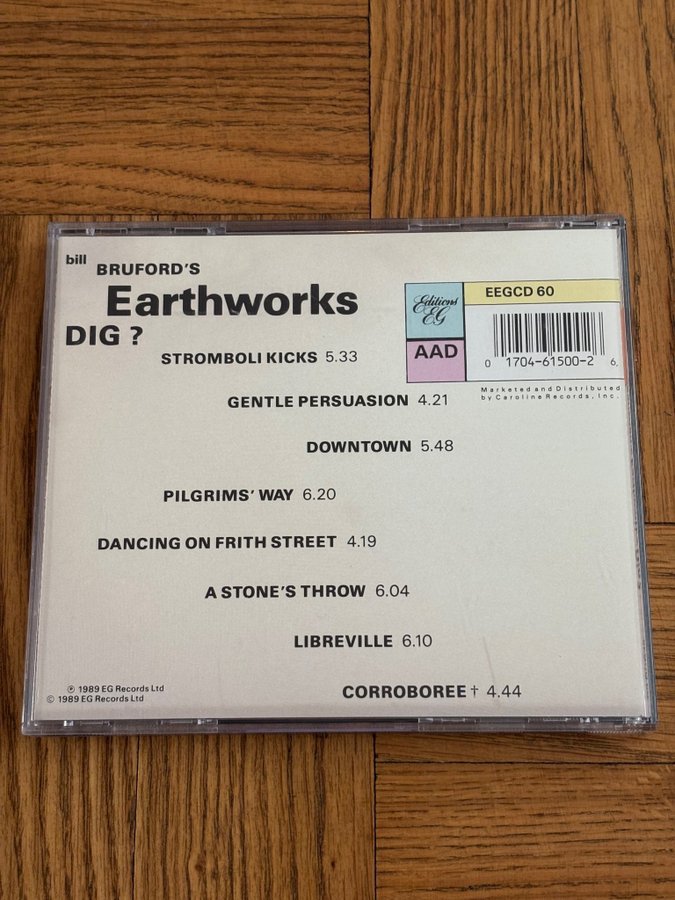 bill
BRUFORD'S
Earthworks
DIG ?
Editions
EG
AAD
EEGCD 60
0 1704-61500-2 6
Marketed and Distributed
by Caroline Records, Inc.
STROMBOLI KICKS 5.33
GENTLE PERSUASION 4.21
DOWNTOWN 5.48
PILGRIMS' WAY 6.20
DANCING ON FRITH STREET 4.19
A STONE'S THROW 6.04
LIBREVILLE 6.10
CORROBOREE † 4.44
℗ 1989 EG Records Ltd
© 1989 EG Records Ltd